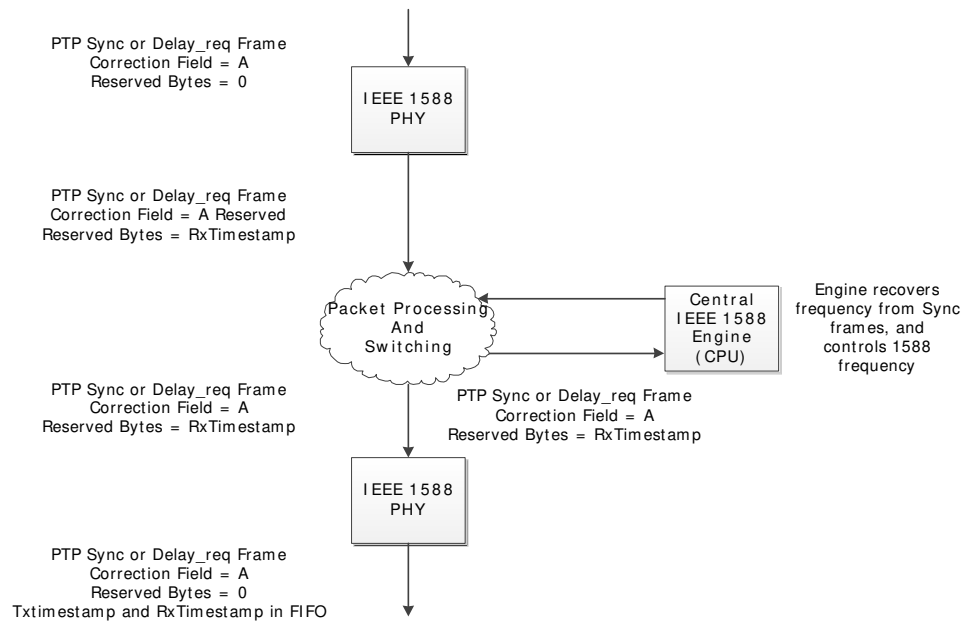 PTP Sync or Delay_req Frame
Correction Field = A
Reserved Bytes = 0
IEEE 1588
PHY
PTP Sync or Delay_req Frame
Correction Field = A Reserved
Reserved Bytes = RxTimestamp
Packet Processing
And
Switching
Central
IEEE 1588
Engine
(CPU)
Engine recovers
frequency from Sync
frames, and
controls 1588
frequency
PTP Sync or Delay_req Frame
Correction Field = A
Reserved Bytes = RxTimestamp
PTP Sync or Delay_req Frame
Correction Field = A
Reserved Bytes = RxTimestamp
IEEE 1588
PHY
PTP Sync or Delay_req Frame
Correction Field = A
Reserved Bytes = 0
Txtimestamp and RxTimestamp in FIFO